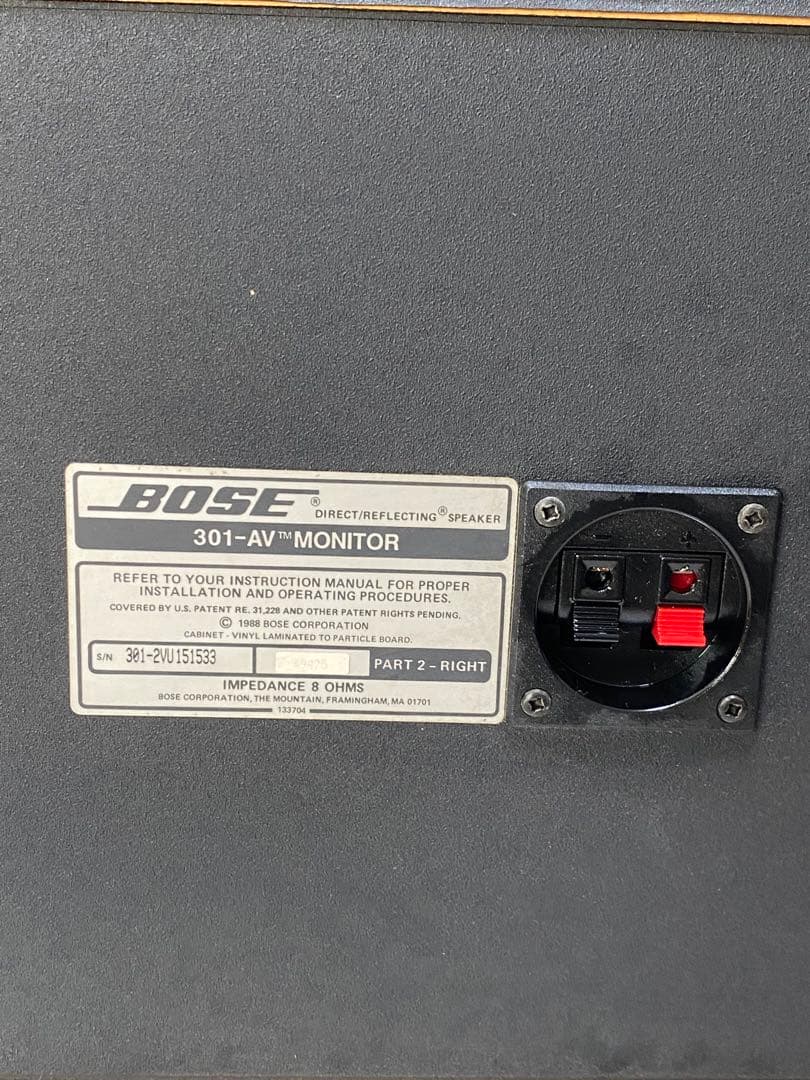 BOSE® DIRECT/REFLECTING® SPEAKER
301-AV™ MONITOR
REFER TO YOUR INSTRUCTION MANUAL FOR PROPER
INSTALLATION AND OPERATING PROCEDURES.
COVERED BY U.S. PATENT RE. 31,228 AND OTHER PATENT RIGHTS PENDING.
© 1988 BOSE CORPORATION
CABINET - VINYL LAMINATED TO PARTICLE BOARD.
S/N 301-2VU151533 PART 2 - RIGHT
IMPEDANCE 8 OHMS
BOSE CORPORATION, THE MOUNTAIN, FRAMINGHAM, MA 01701
133704
- +